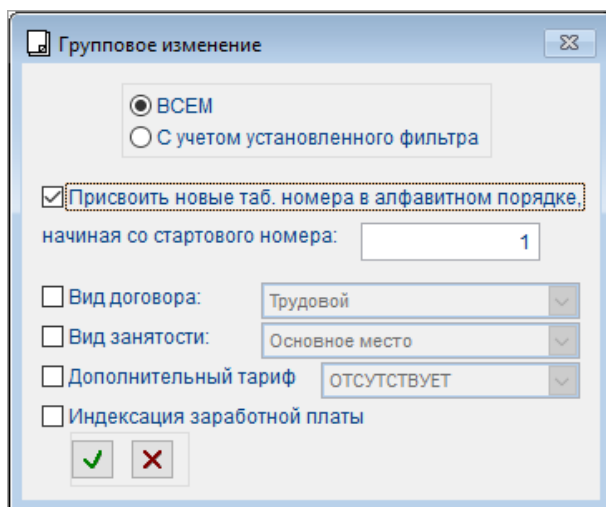 Групповое изменение
ВСЕМ
С учетом установленного фильтра
Присвоить новые таб. номера в алфавитном порядке,
начиная со стартового номера: 1
Вид договора: Трудовой
Вид занятости: Основное место
Дополнительный тариф ОТСУТСТВУЕТ
Индексация заработной платы